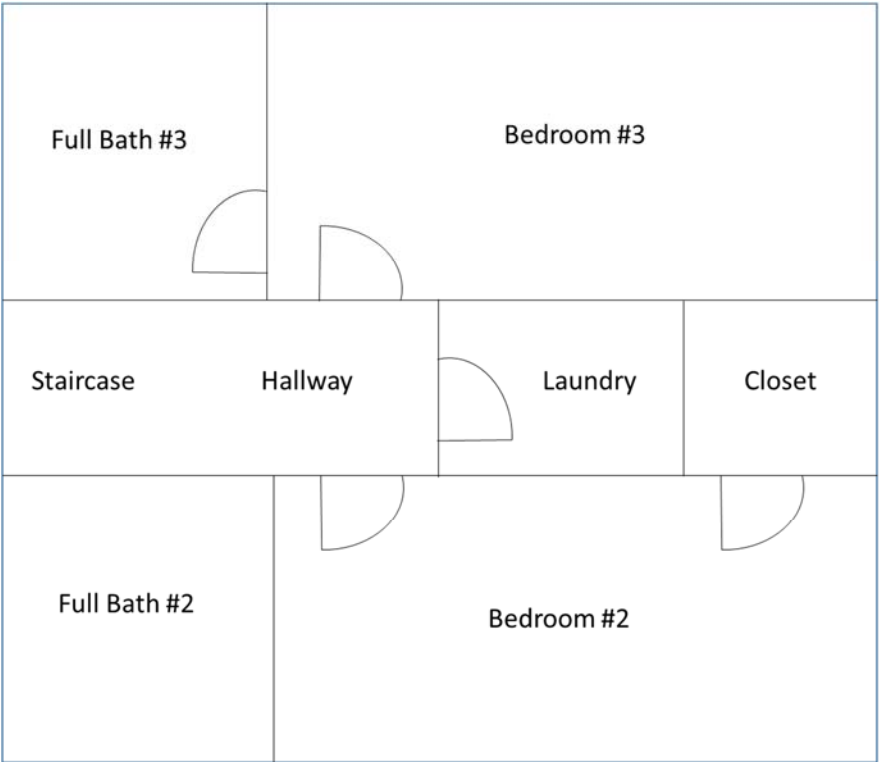 Full Bath #3
Bedroom #3
Staircase
Hallway
Laundry
Closet
Full Bath #2
Bedroom #2